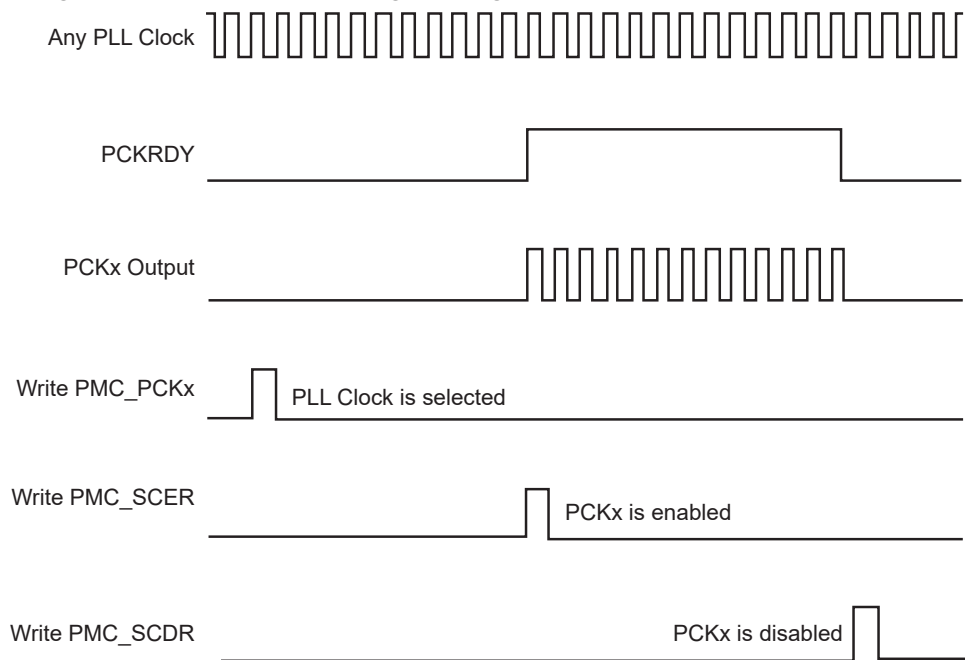 Any PLL Clock
PCKRDY
PCKx Output
Write PMC_PCKx
PLL Clock is selected
Write PMC_SCER
PCKx is enabled
Write PMC_SCDR
PCKx is disabled